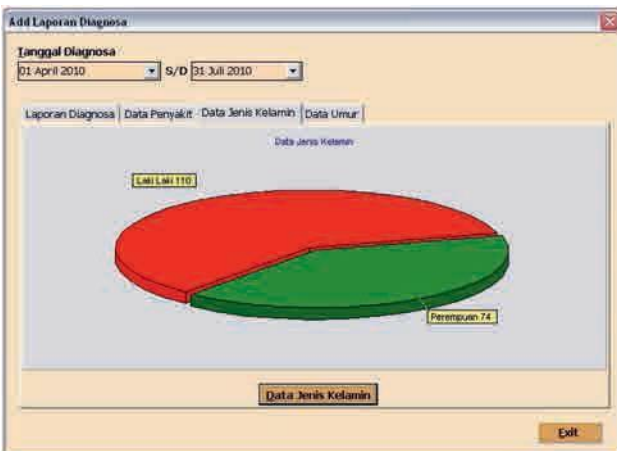 Add Laporan Diagnosa
Tanggal Diagnosa
01 April 2010 S/D 31 Juli 2010
Laporan Diagnosa Data Penyakit Data Jenis Kelamin Data Umur
Data Jenis Kelamin
Laki Laki 110
Perempuan 74
Data Jenis Kelamin
Exit